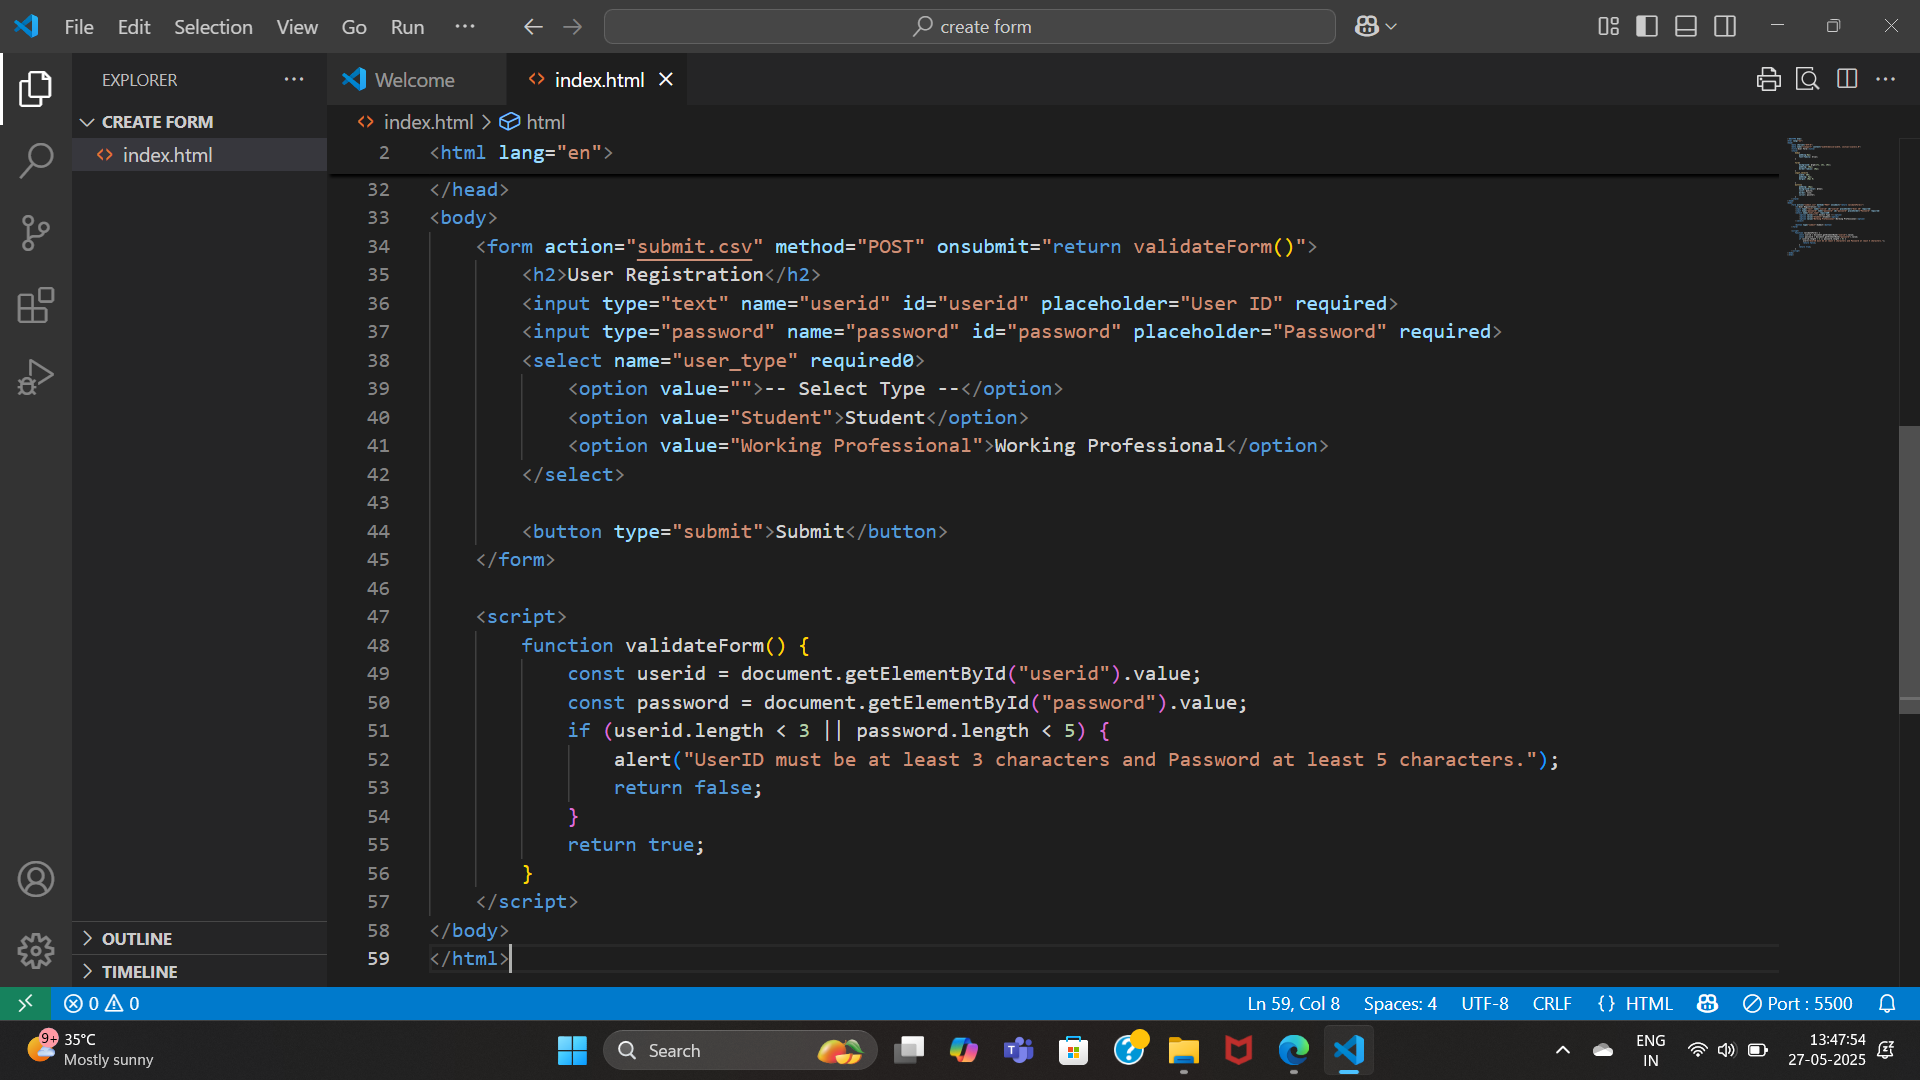 File Edit Selection View Go Run ··· create form
EXPLORER ···
CREATE FORM
index.html
OUTLINE
TIMELINE
Welcome
index.html
index.html > html
2 <html lang="en">
32 </head>
33 <body>
34 <form action="submit.csv" method="POST" onsubmit="return validateForm()">
35 <h2>User Registration</h2>
36 <input type="text" name="userid" id="userid" placeholder="User ID" required>
37 <input type="password" name="password" id="password" placeholder="Password" required>
38 <select name="user_type" required0>
39 <option value="">-- Select Type --</option>
40 <option value="Student">Student</option>
41 <option value="Working Professional">Working Professional</option>
42 </select>
43
44 <button type="submit">Submit</button>
45 </form>
46
47 <script>
48 function validateForm() {
49 const userid = document.getElementById("userid").value;
50 const password = document.getElementById("password").value;
51 if (userid.length < 3 || password.length < 5) {
52 alert("UserID must be at least 3 characters and Password at least 5 characters.");
53 return false;
54 }
55 return true;
56 }
57 </script>
58 </body>
59 </html>
0 0 Ln 59, Col 8 Spaces: 4 UTF-8 CRLF {} HTML Port : 5500
9+
35°C
Mostly sunny
Search
ENG
IN
13:47:54
27-05-2025